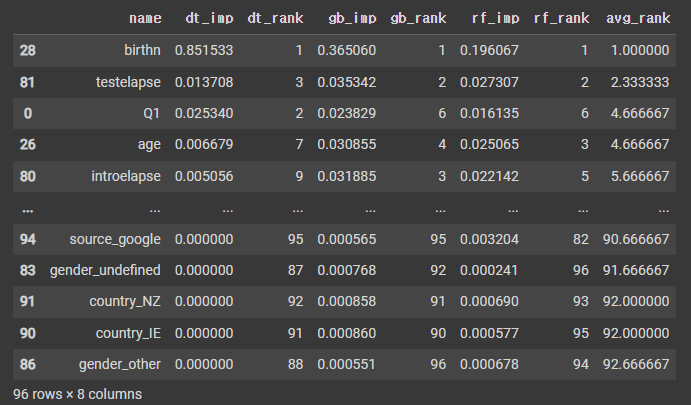 name dt_imp dt_rank gb_imp gb_rank rf_imp rf_rank avg_rank
28 birthn 0.851533 1 0.365060 1 0.196067 1 1.000000
81 testelapse 0.013708 3 0.035342 2 0.027307 2 2.333333
0 Q1 0.025340 2 0.023829 6 0.016135 6 4.666667
26 age 0.006679 7 0.030855 4 0.025065 3 4.666667
80 introelapse 0.005056 9 0.031885 3 0.022142 5 5.666667
... ... ... ... ... ... ... ... ...
94 source_google 0.000000 95 0.000565 95 0.003204 82 90.666667
83 gender_undefined 0.000000 87 0.000768 92 0.000241 96 91.666667
91 country_NZ 0.000000 92 0.000858 91 0.000690 93 92.000000
90 country_IE 0.000000 91 0.000860 90 0.000577 95 92.000000
86 gender_other 0.000000 88 0.000551 96 0.000678 94 92.666667
96 rows × 8 columns